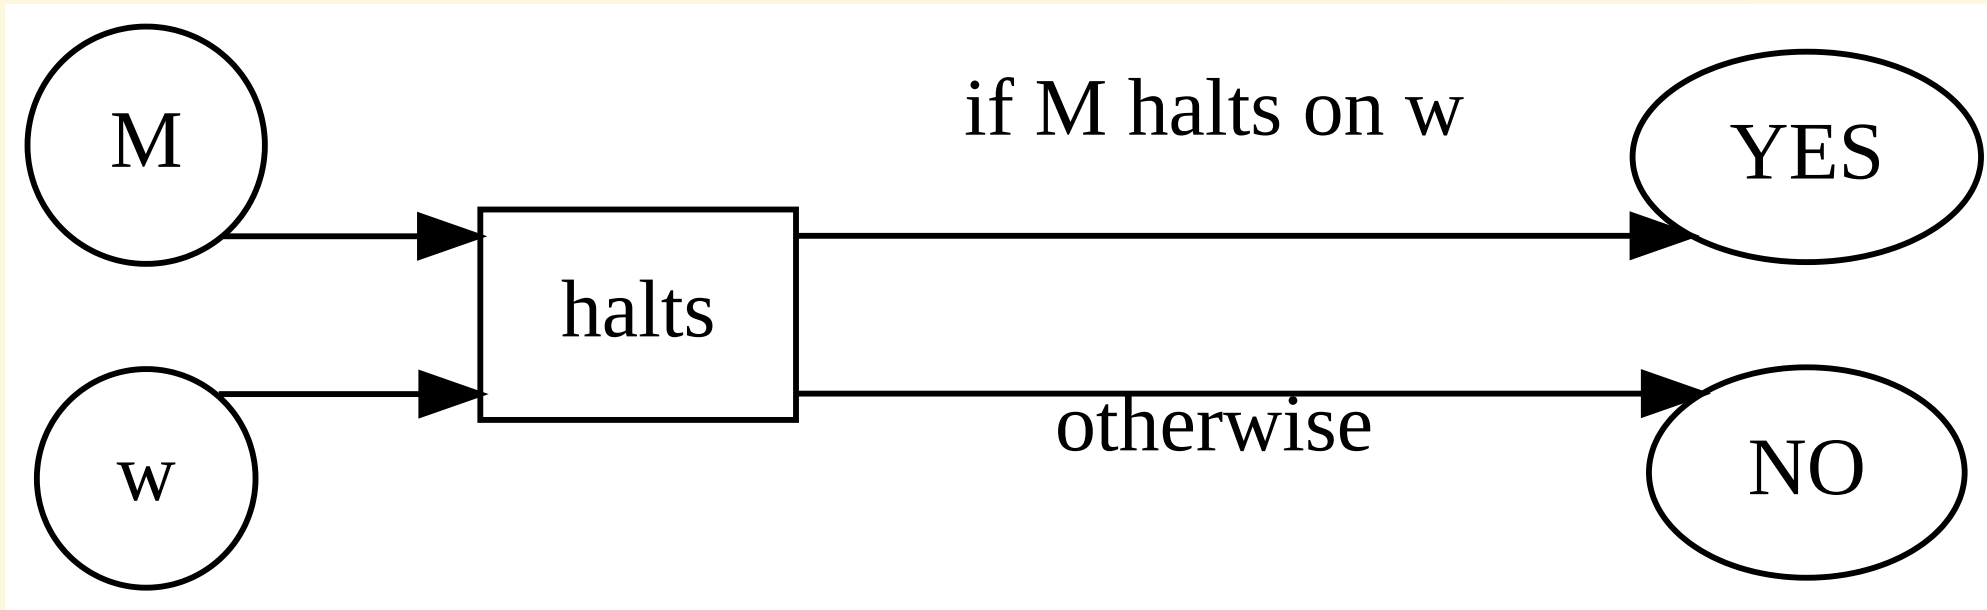 M
w
halts
if M halts on w
otherwise
YES
NO